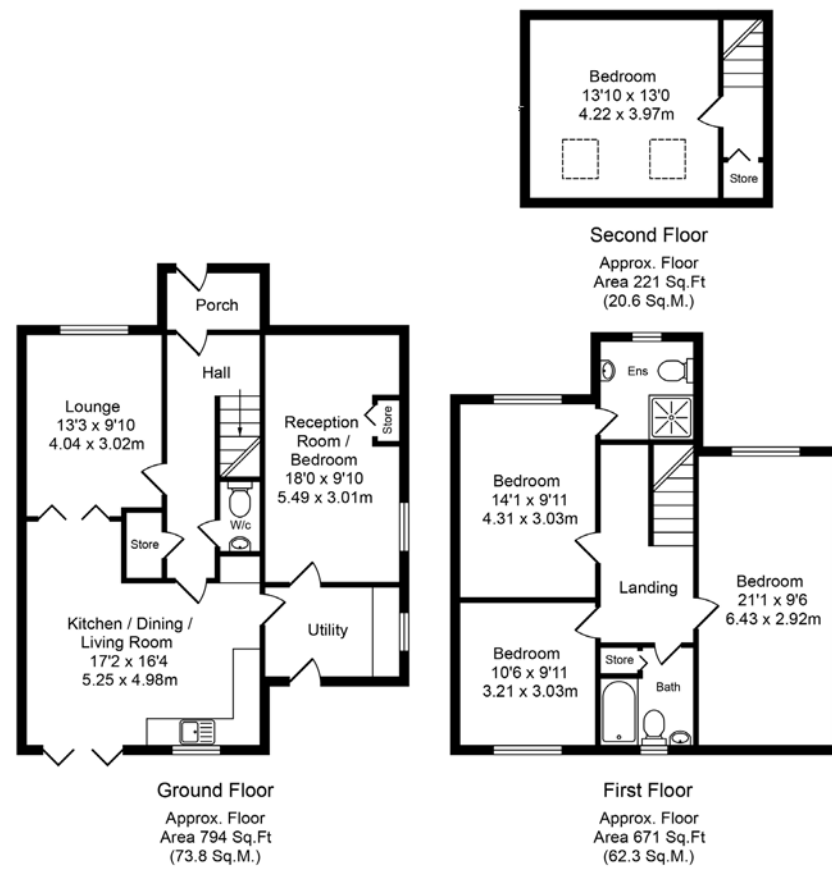 Bedroom
13'10 x 13'0
4.22 x 3.97m
Store
Second Floor
Approx. Floor
Area 221 Sq.Ft
(20.6 Sq.M.)
Porch
Hall
Lounge
13'3 x 9'10
4.04 x 3.02m
Store
Reception
Room /
Bedroom
18'0 x 9'10
5.49 x 3.01m
W/c
Store
Kitchen / Dining /
Living Room
17'2 x 16'4
5.25 x 4.98m
Utility
Ground Floor
Approx. Floor
Area 794 Sq.Ft
(73.8 Sq.M.)
Ens
Bedroom
14'1 x 9'11
4.31 x 3.03m
Landing
Bedroom
21'1 x 9'6
6.43 x 2.92m
Bedroom
10'6 x 9'11
3.21 x 3.03m
Store
Bath
First Floor
Approx. Floor
Area 671 Sq.Ft
(62.3 Sq.M.)